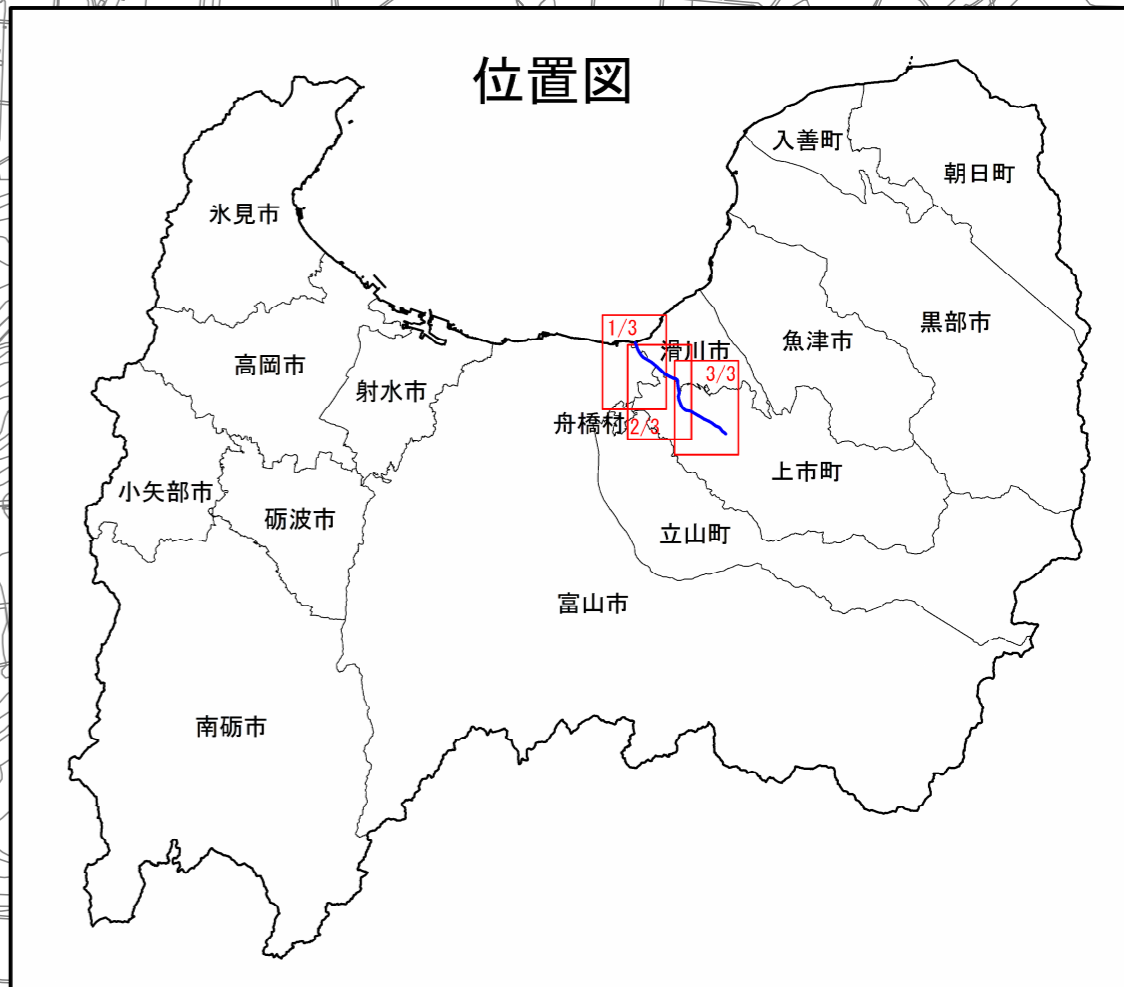 位置図
入善町
朝日町
氷見市
黒部市
1/3
魚津市
滑川市
高岡市
3/3
射水市
舟橋村
2/3
上市町
小矢部市
砺波市
立山町
富山市
南砺市